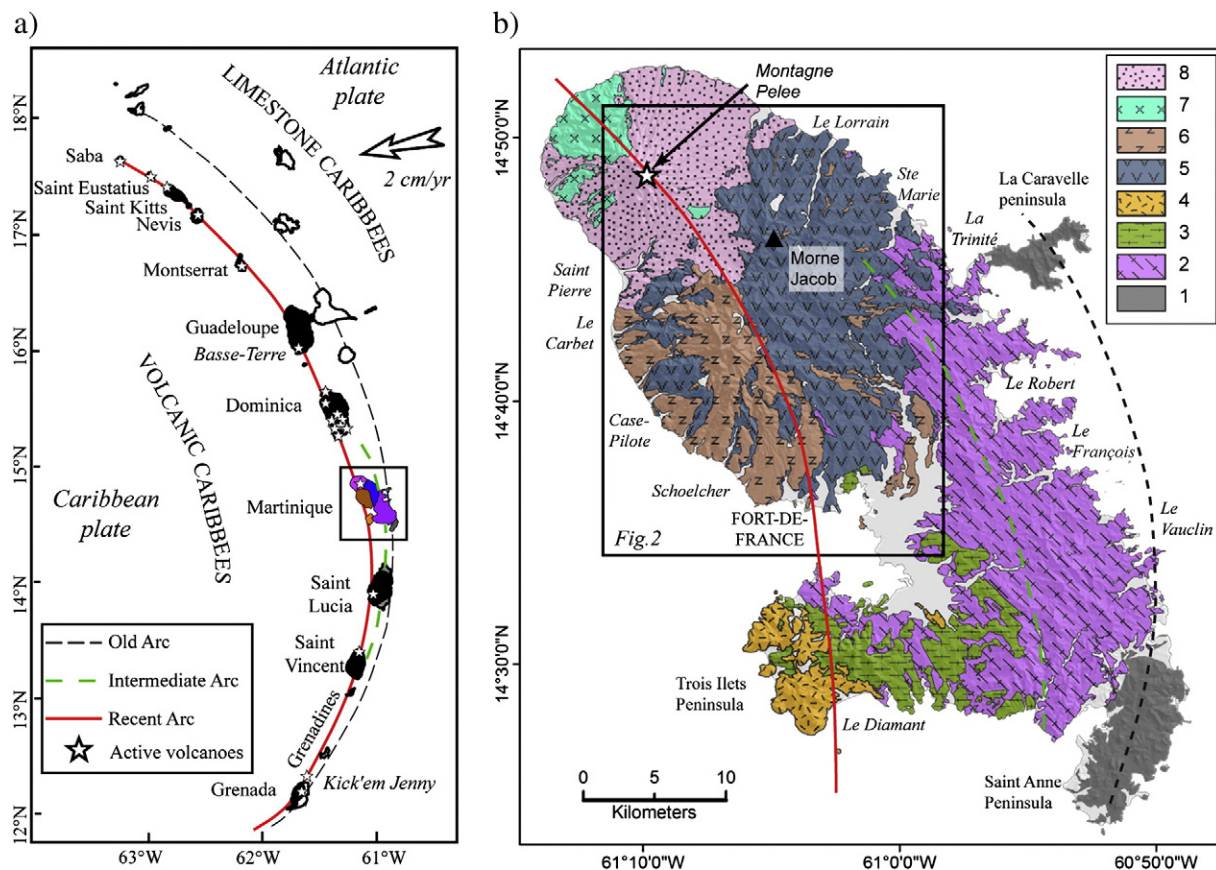 a)
Atlantic
plate
LIMESTONE CARIBBEES
2 cm/yr
18°N
17°N
16°N
15°N
14°N
13°N
12°N
Saba
Saint Eustatius
Saint Kitts
Nevis
Montserrat
Guadeloupe
Basse-Terre
Dominica
VOLCANIC CARIBBEES
Caribbean
plate
Martinique
Saint
Lucia
Saint
Vincent
Grenadines
Grenada
Kick'em Jenny
Old Arc
Intermediate Arc
Recent Arc
Active volcanoes
63°W
62°W
61°W
b)
Montagne
Pelee
Le Lorrain
Ste
Marie
La Caravelle
peninsula
La
Trinité
8
7
6
5
4
3
2
1
14°50'0"N
14°40'0"N
14°30'0"N
Morne
Jacob
Saint
Pierre
Le
Carbet
Case-
Pilote
Schoelcher
FORT-DE-
FRANCE
Fig.2
Le Robert
Le
François
Le
Vauclin
Trois Ilets
Peninsula
Le Diamant
Saint Anne
Peninsula
0 5 10
Kilometers
61°10'0"W
61°0'0"W
60°50'0"W